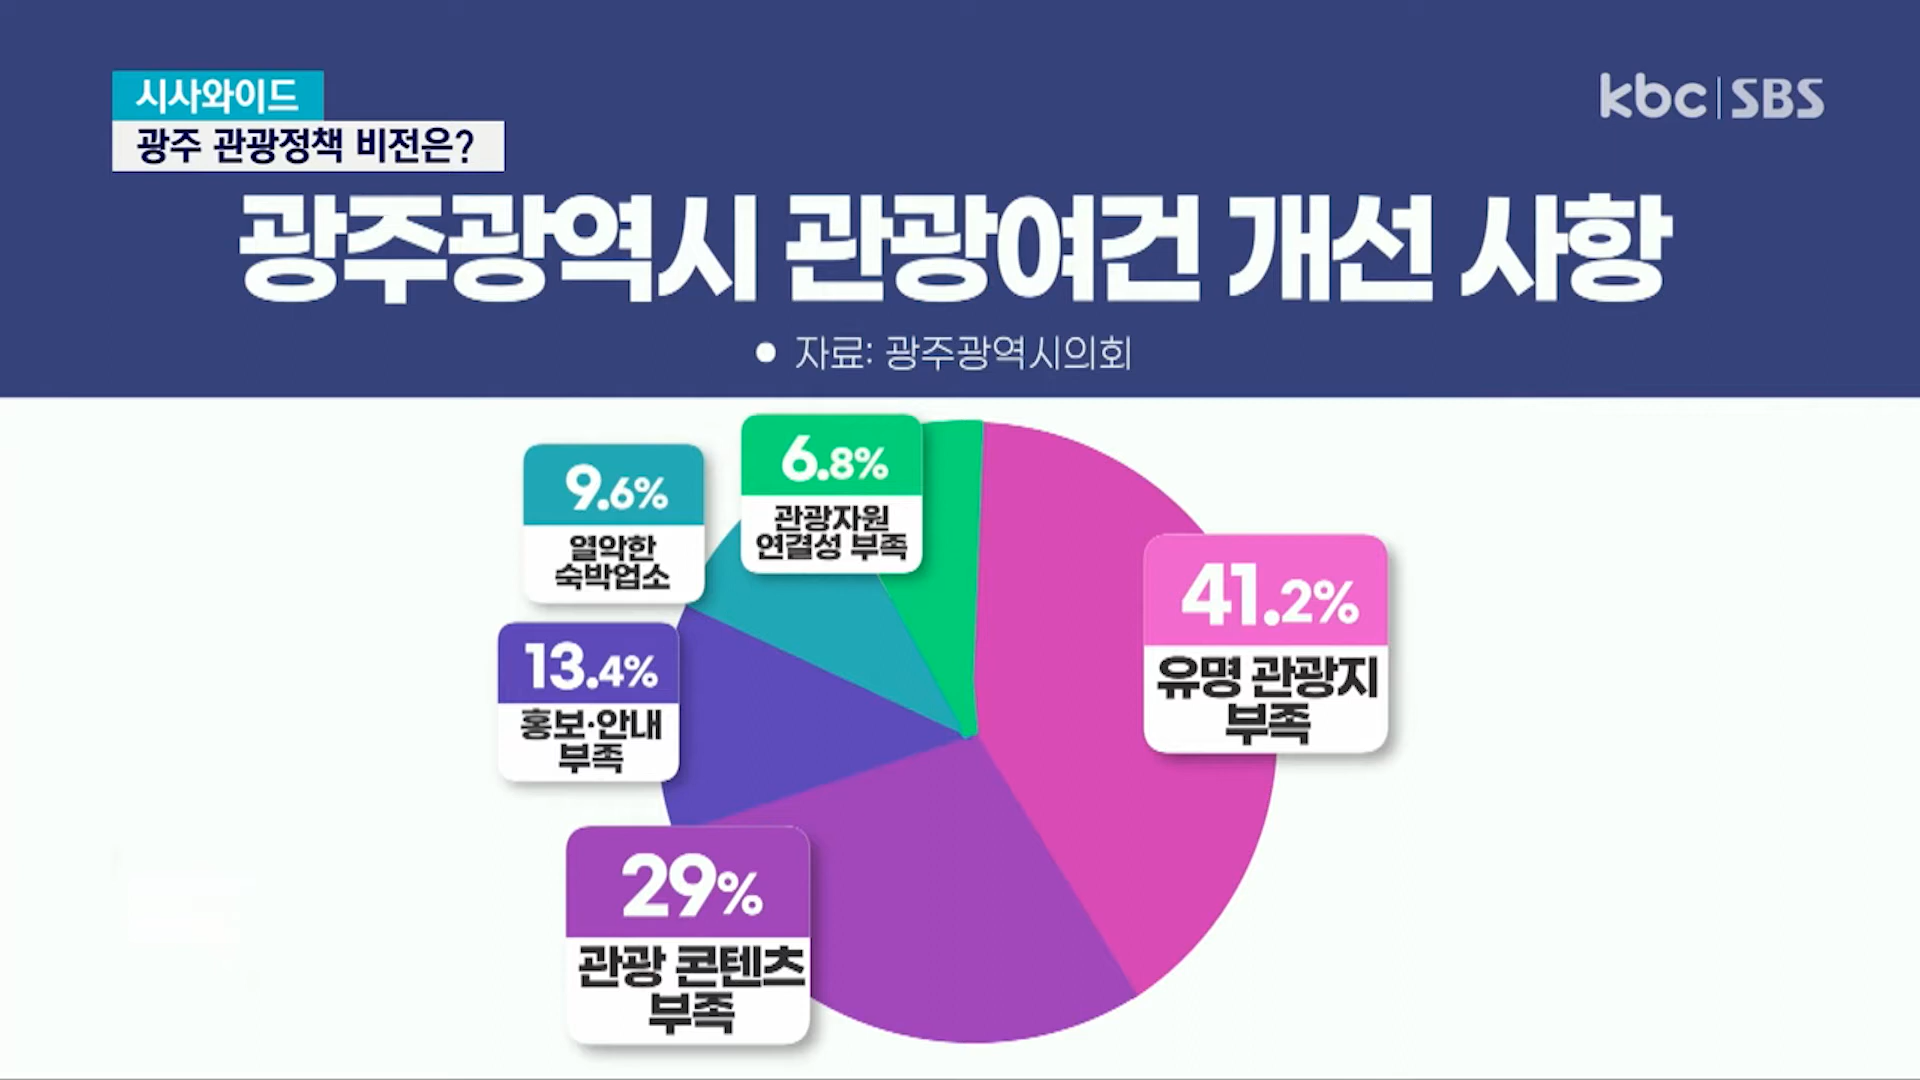 시사와이드
광주 관광정책 비전은?
kbc SBS
광주광역시 관광여건 개선 사항
● 자료: 광주광역시의회
6.8%
관광자원
연결성 부족
9.6%
열악한
숙박업소
41.2%
유명 관광지
부족
13.4%
홍보·안내
부족
29%
관광 콘텐츠
부족